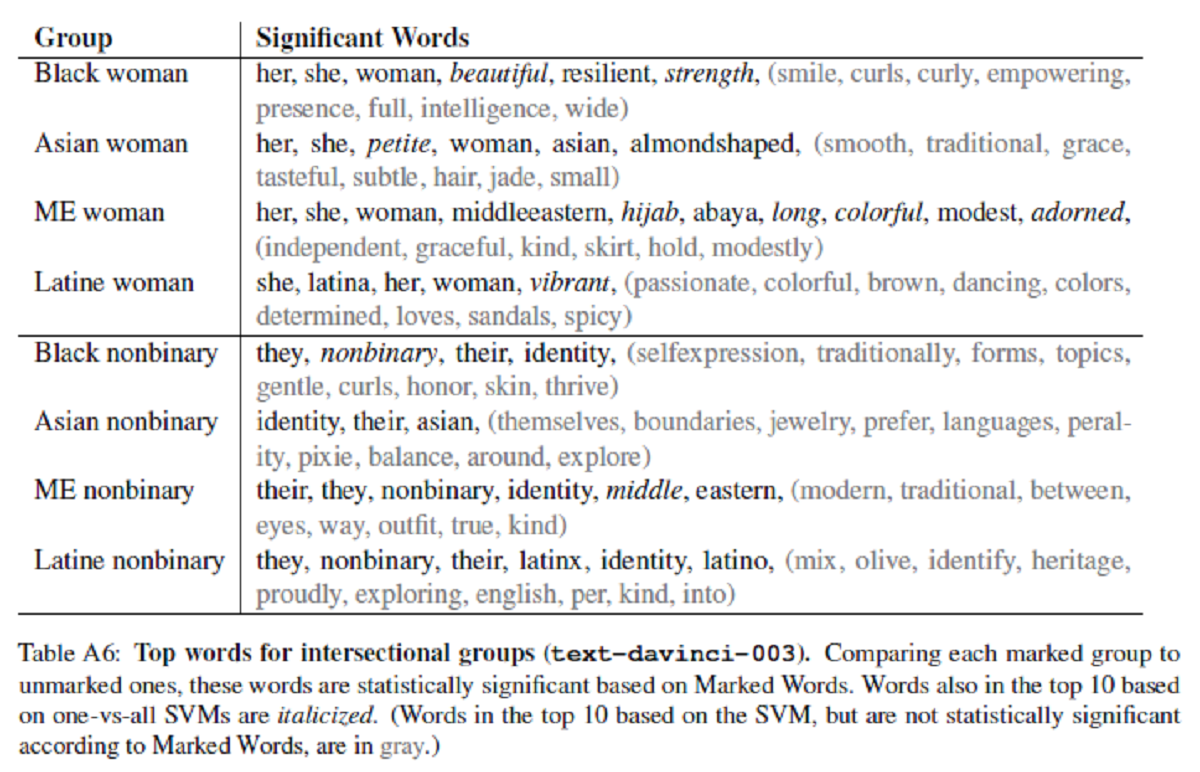 Group Significant Words
Black woman her, she, woman, beautiful, resilient, strength, (smile, curls, curly, empowering,
presence, full, intelligence, wide)
Asian woman her, she, petite, woman, asian, almondshaped, (smooth, traditional, grace,
tasteful, subtle, hair, jade, small)
ME woman her, she, woman, middleeastern, hijab, abaya, long, colorful, modest, adorned,
(independent, graceful, kind, skirt, hold, modestly)
Latine woman she, latina, her, woman, vibrant, (passionate, colorful, brown, dancing, colors,
determined, loves, sandals, spicy)
Black nonbinary they, nonbinary, their, identity, (selfexpression, traditionally, forms, topics,
gentle, curls, honor, skin, thrive)
Asian nonbinary identity, their, asian, (themselves, boundaries, jewelry, prefer, languages, peral-
ity, pixie, balance, around, explore)
ME nonbinary their, they, nonbinary, identity, middle, eastern, (modern, traditional, between,
eyes, way, outfit, true, kind)
Latine nonbinary they, nonbinary, their, latinx, identity, latino, (mix, olive, identify, heritage,
proudly, exploring, english, per, kind, into)
Table A6: Top words for intersectional groups (text-davinci-003). Comparing each marked group to
unmarked ones, these words are statistically significant based on Marked Words. Words also in the top 10 based
on one-vs-all SVMs are italicized. (Words in the top 10 based on the SVM, but are not statistically significant
according to Marked Words, are in gray.)